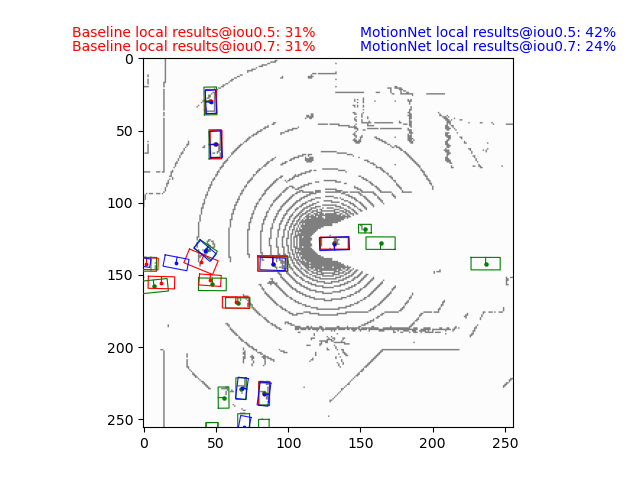 Baseline local results@iou0.5: 31% MotionNet local results@iou0.5: 42%
Baseline local results@iou0.7: 31% MotionNet local results@iou0.7: 24%
0
50
100
150
200
250
0 50 100 150 200 250